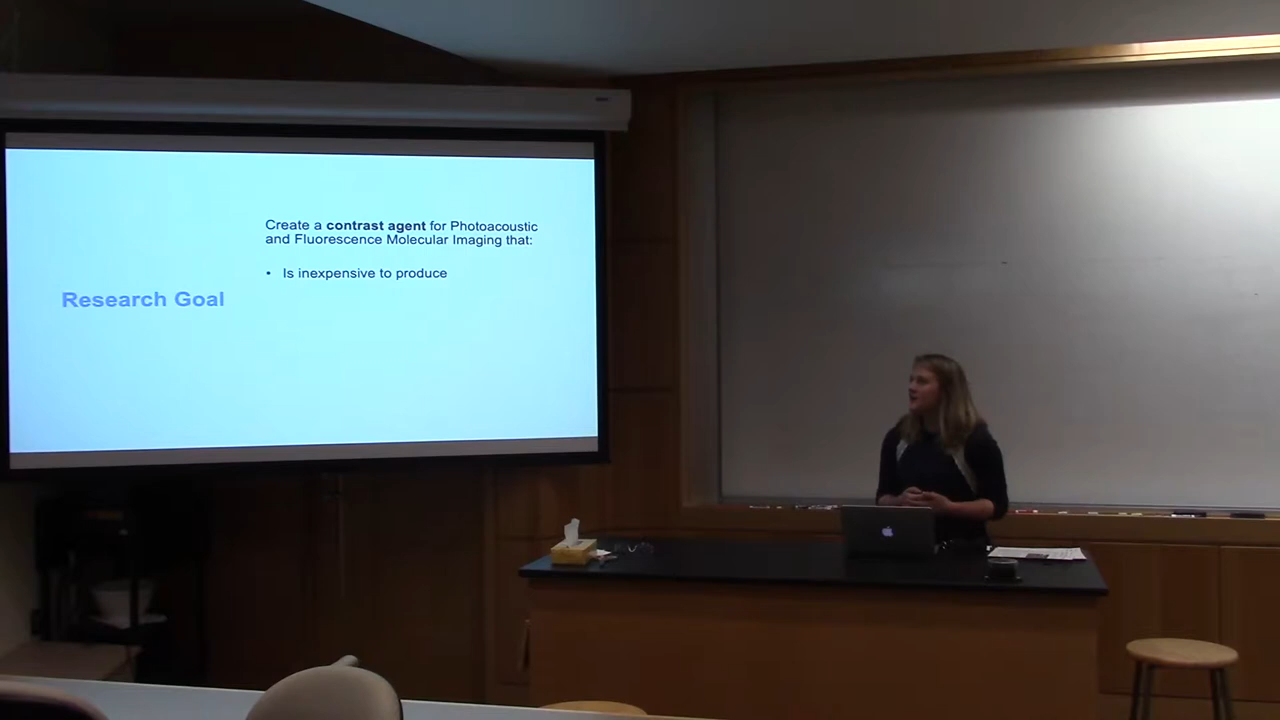 Create a contrast agent for Photoacoustic
and Fluorescence Molecular Imaging that:
• Is inexpensive to produce
Research Goal